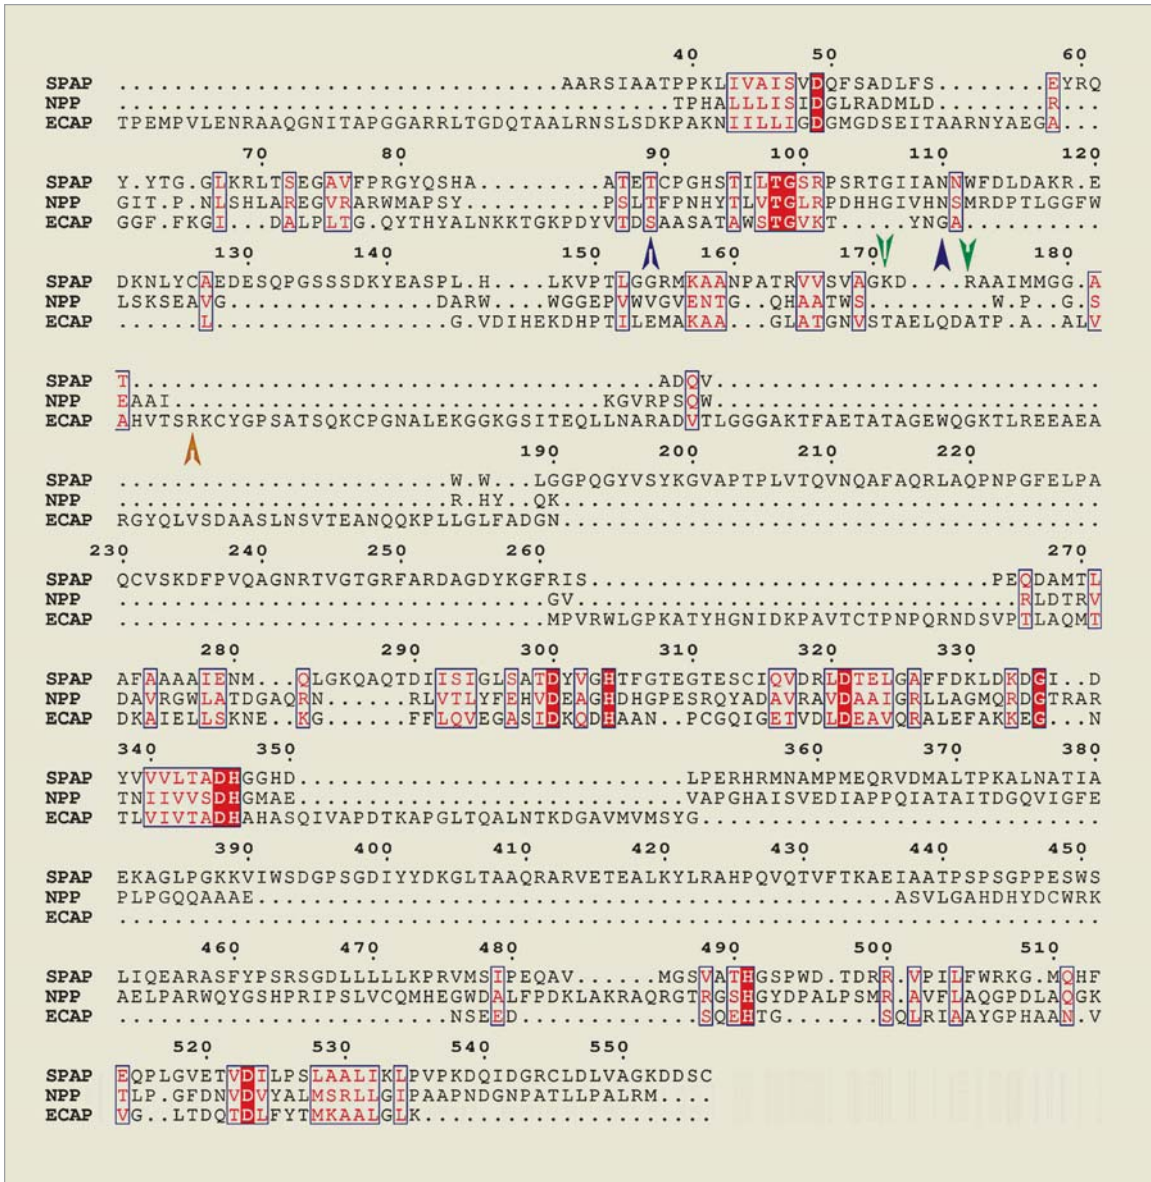 40 50 60
SPAP ................................AARSIAATPPKLIVAISVDQFSADLFS........EYRQ
NPP ........................................TPHALLLISIDGLRADMLD........R...
ECAP TPEMPVLENRAAQGNITAPGGARRLTGDQTAALRNSLSDKPAKNIILLIGDGMGDSEITAARNYAEGA...
70 80 90 100 110 120
SPAP Y.YTG.GLKRLTSEGAVFPRGYQSHA.........ATETCPGHSTILTGSRPSRTGIIANNWFDLDAKR.E
NPP GIT.P.NLSHLAREGVRARWMAPSY..........PSLTFPNHYTLVTGLRPDHHGIVHNSMRDPTLGGFW
ECAP GGF.FKGI..DALPLTG.QYTHYALNKKTGKPDYVTDSAASATAWSTGVKT.....YNGA..........
130 140 150 160 170 180
SPAP DKNLYCAEDESQPGSSSDKYEASPL.H...LKVPTLGGRMKAANPATRVVSVAGKD....RAAIMMGG.A
NPP LSKSEAVG................DARW...WGGEPVWVGVENTG..QHAATWS.........W.P..G.S
ECAP ......L.................G.VDIHEKDHPTILEMAKAA...GLATGNVSTAELQDATP.A..ALV
SPAP T.......................................ADQV............................
NPP EAAI................................KGVRPSQW............................
ECAP AHVTSRKCYGPSATSQKCPGNALEKGGKGSITEQLLNARADVTLGGGAKTFAETATAGEWQGKTLREEAEA
190 200 210 220
SPAP ........................W.W...LGGPQGYVSYKGVAPTPLVTQVNQAFAQRLAQPNPGFELPA
NPP ........................R.HY..QK.......................................
ECAP RGYQLVSDAASLNSVTEANQQKPLLGLFADGN.......................................
230 240 250 260 270
SPAP QCVSKDFPVQAGNRTVGTGRFARDAGDYKGFRIS.............................PEQDAMTL
NPP ...............................GV...............................RLDTRV
ECAP ...............................MPVRWLGPKATYHGNIDKPAVTCTPNPQRNDSVPTLAQMT
280 290 300 310 320 330
SPAP AFAAAAIENM...QLGKQAQTDIISIGLSATDYVGHTFGTEGTESCIQVDRLDTELGAFFDKLDKDGI..D
NPP DAVRGWLATDGAQRN......RLVTLYFEHVDEAGHDHGPESRQYADAVRAVDAAIGRLLAGMQRDGTRAR
ECAP DKAIELLSKNE..KG......FFLQVEGASIDKQDHAAN..PCGQIGETVDLDEAVQRALEFAKKEG...N
340 350 360 370 380
SPAP YVVVLTADHGGHD............................LPERHRMNAMPMEQRVDMALTPKALNATIA
NPP TNIIVVSDHGMAE............................VAPGHAISVEDIAPPQIATAITDGQVIGFE
ECAP TLVIVTADHAHASQIVAPDTKAPGLTQALNTKDGAVMVMSYG.............................
390 400 410 420 430 440 450
SPAP EKAGLPGKKVIWSDGPSGDIYYDKGLTAAQRARVETEALKYLRAHPQVQTVFTKAEIAATPSPSGPPESWS
NPP PLPGQQAAAE..............................................ASVLGAHDHYDCWRK
ECAP .......................................................................
460 470 480 490 500 510
SPAP LIQEARASFYPSRSGDLLLLLKPRVMSIPEQAV......MGSVATHGSPWD.TDRR.VPILFWRKG.MQHF
NPP AELPARWQYGSHPRIPSLVCQMHEGWDALFPDKLAKRAQRGTRGSHGYDPALPSMR.AVFLAQGPDLAQGK
ECAP ........................NSEED............SQEHTG.......SQLRIAAYGPHAAN.V
520 530 540 550
SPAP EQPLGVETVDILPSLAALIKLPVPKDQIDGRCLDLVAGKDDSC
NPP TLP.GFDNVDVYALMSRLLGIPAAPNDGNPATLLPALRM....
ECAP VG..LTDQTDLFYTMKAALGLK.....................